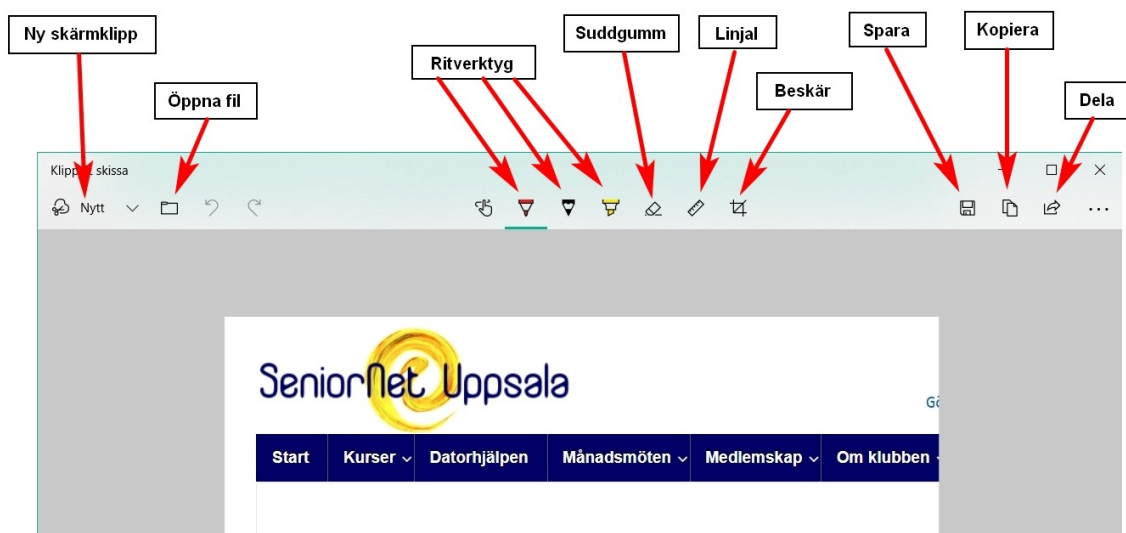 Ny skärmklipp
Öppna fil
Ritverktyg
Suddgumm
Linjal
Beskär
Spara
Kopiera
Dela
skissa
Nytt
SeniorNet Uppsala
Start Kurser Datorhjälpen Månadsmöten Medlemskap Om klubben